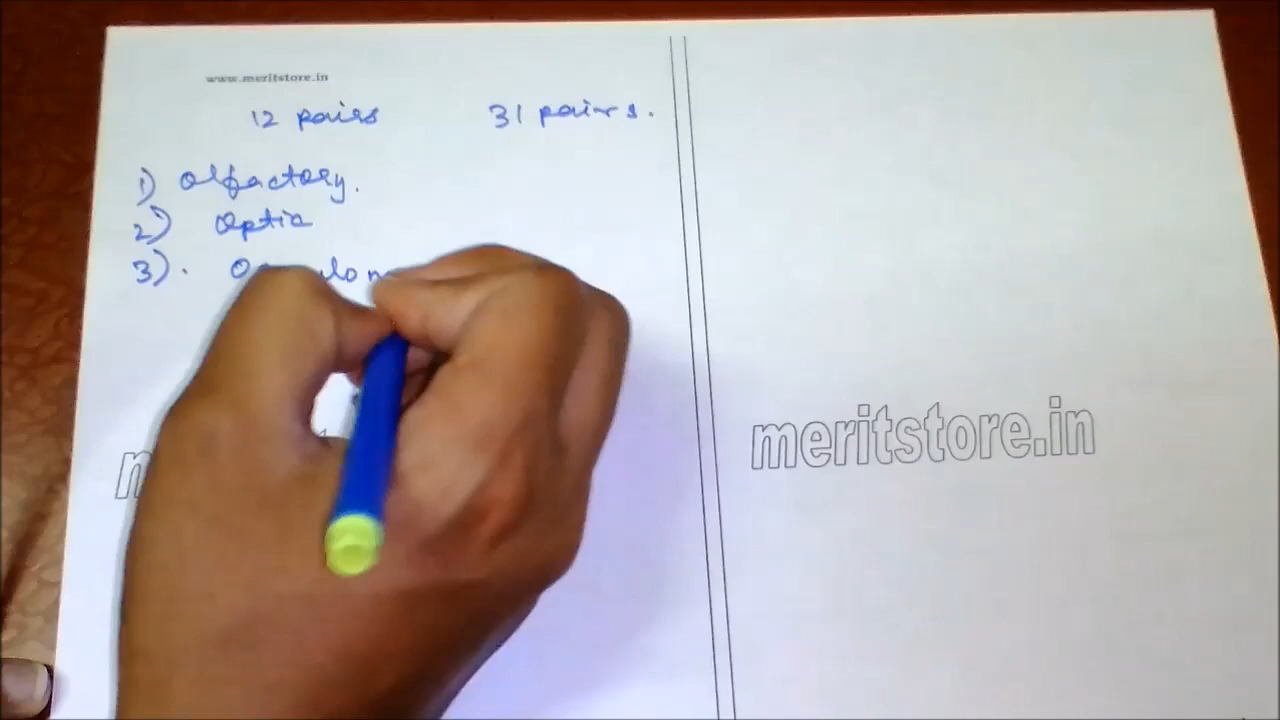 www.meritstore.in
12 pairs 31 pairs.
1) Olfactory.
2) Optic
3).
meritstore.in